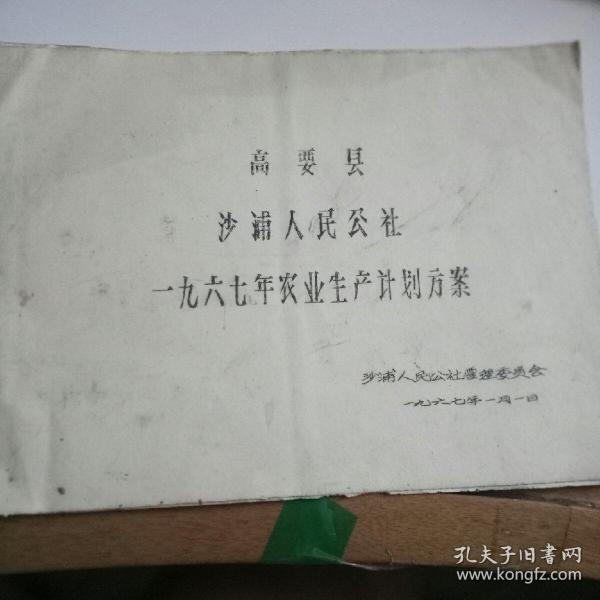 高要县
沙浦人民公社
一九六七年农业生产计划方案
沙浦人民公社管理委员会
一九六七年一月一日
孔夫子旧書网
www.kongfz.com